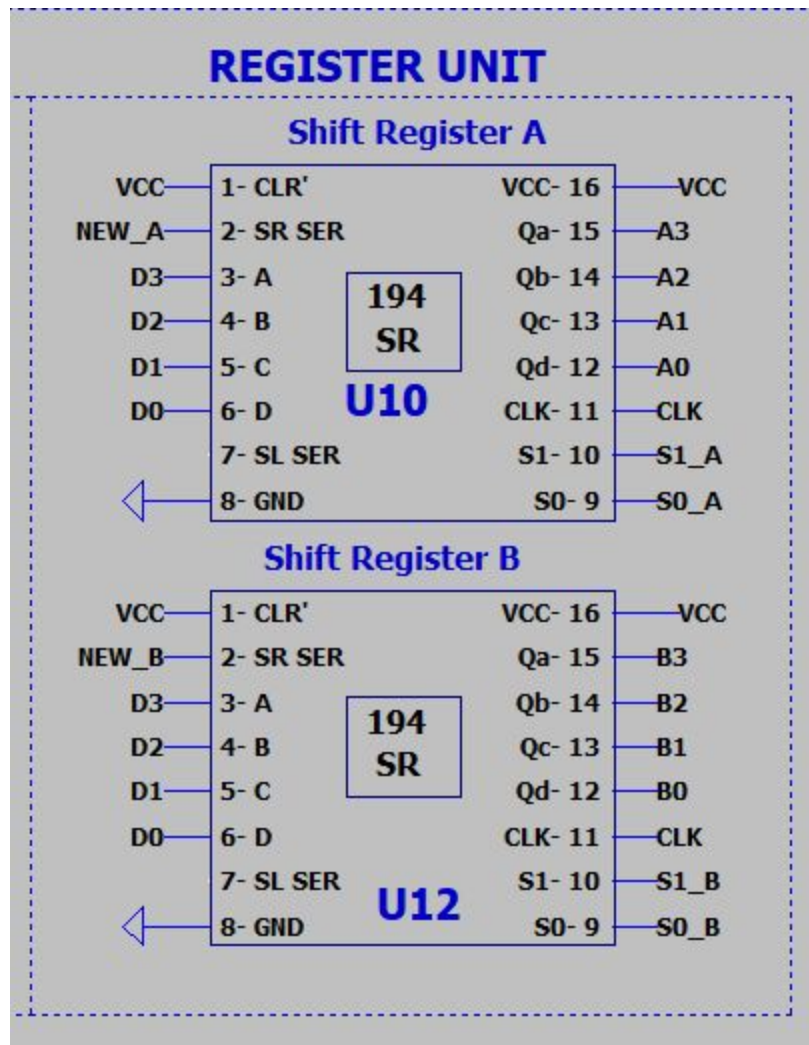 REGISTER UNIT
Shift Register A
VCC 1- CLR' VCC- 16 VCC
NEW_A 2- SR SER Qa- 15 A3
D3 3- A Qb- 14 A2
194
D2 4- B Qc- 13 A1
SR
D1 5- C Qd- 12 A0
D0 6- D U10 CLK- 11 CLK
7- SL SER S1- 10 S1_A
8- GND S0- 9 S0_A
Shift Register B
VCC 1- CLR' VCC- 16 VCC
NEW_B 2- SR SER Qa- 15 B3
D3 3- A Qb- 14 B2
194
D2 4- B Qc- 13 B1
SR
D1 5- C Qd- 12 B0
D0 6- D CLK- 11 CLK
7- SL SER S1- 10 S1_B
U12
8- GND S0- 9 S0_B